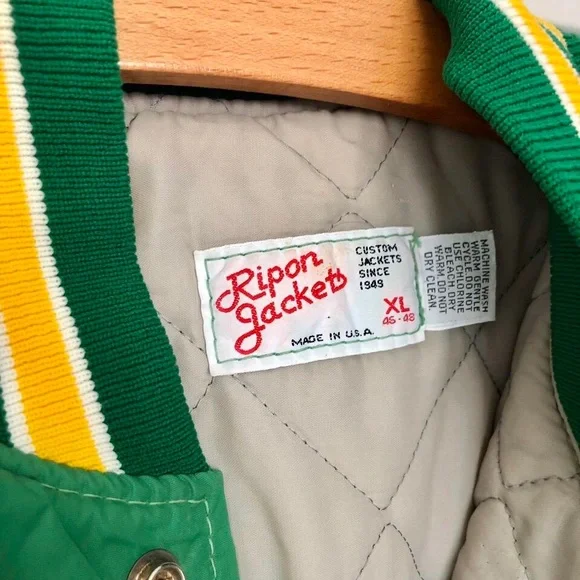 Ripon
Jackets
CUSTOM
JACKETS
SINCE
1949
XL
46-48
MADE IN U.S.A.
MACHINE WASH
WARM GENTLE
CYCLE DO NOT
USE CHLORINE
BLEACH. DRY
WARM. DO NOT
DRY CLEAN.